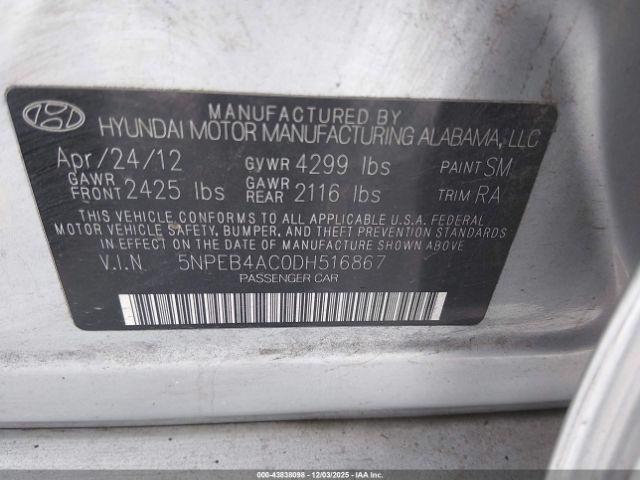 MANUFACTURED BY
HYUNDAI MOTOR MANUFACTURING ALABAMA, LLC
Apr/24/12 GVWR 4299 lbs PAINT SM
GAWR FRONT 2425 lbs GAWR REAR 2116 lbs TRIM RA
THIS VEHICLE CONFORMS TO ALL APPLICABLE U.S.A. FEDERAL
MOTOR VEHICLE SAFETY, BUMPER, AND THEFT PREVENTION
STANDARDS IN EFFECT ON THE DATE OF MANUFACTURE SHOWN ABOVE
V.I.N 5NPEB4AC0DH516867
PASSENGER CAR
000-43838098 - 12/03/2025 - IAAI.COM